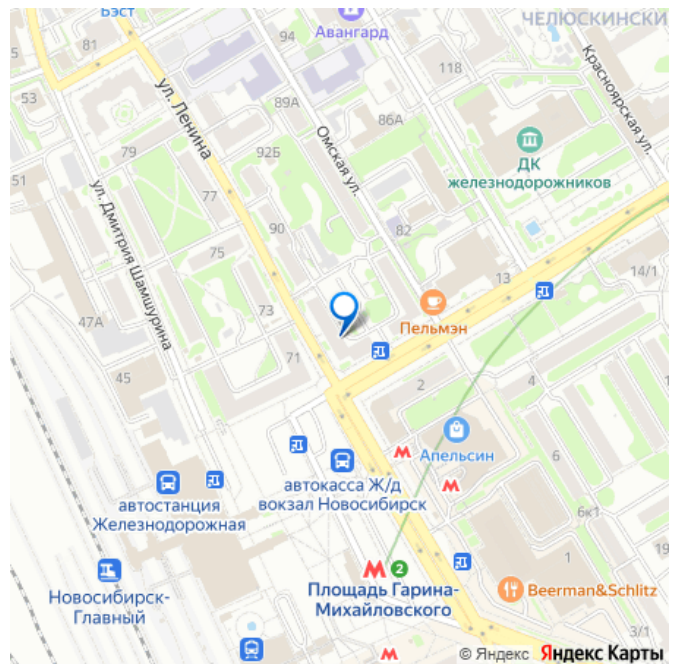 Бэст
81
94
Авангард
ЧЕЛЮСКИНСКИ
Красноярская ул.
118
53
ул. Ленина
89А
86А
Омская ул.
ДК
железнодорожников
79
92Б
51
77
ул. Дмитрия Шамшурина
90
82
75
13
14/1
73
47А
Пельмэн
71
45
2
4
Апельсин
6
автокасса Ж/д
вокзал Новосибирск
автостанция
Железнодорожная
6к1
19
М 2
1
Площадь Гарина-
Михайловского
Новосибирск-
Главный
Beerman&Schlitz
3/1
© Яндекс Яндекс Карты